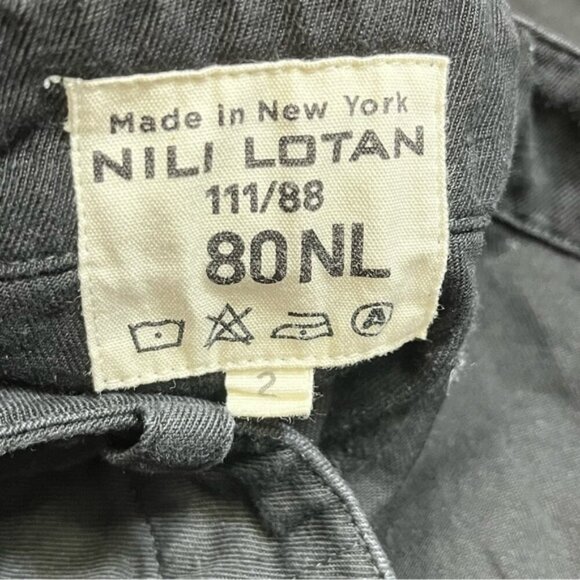 Made in New York
NILI LOTAN
111/88
80NL
A
2